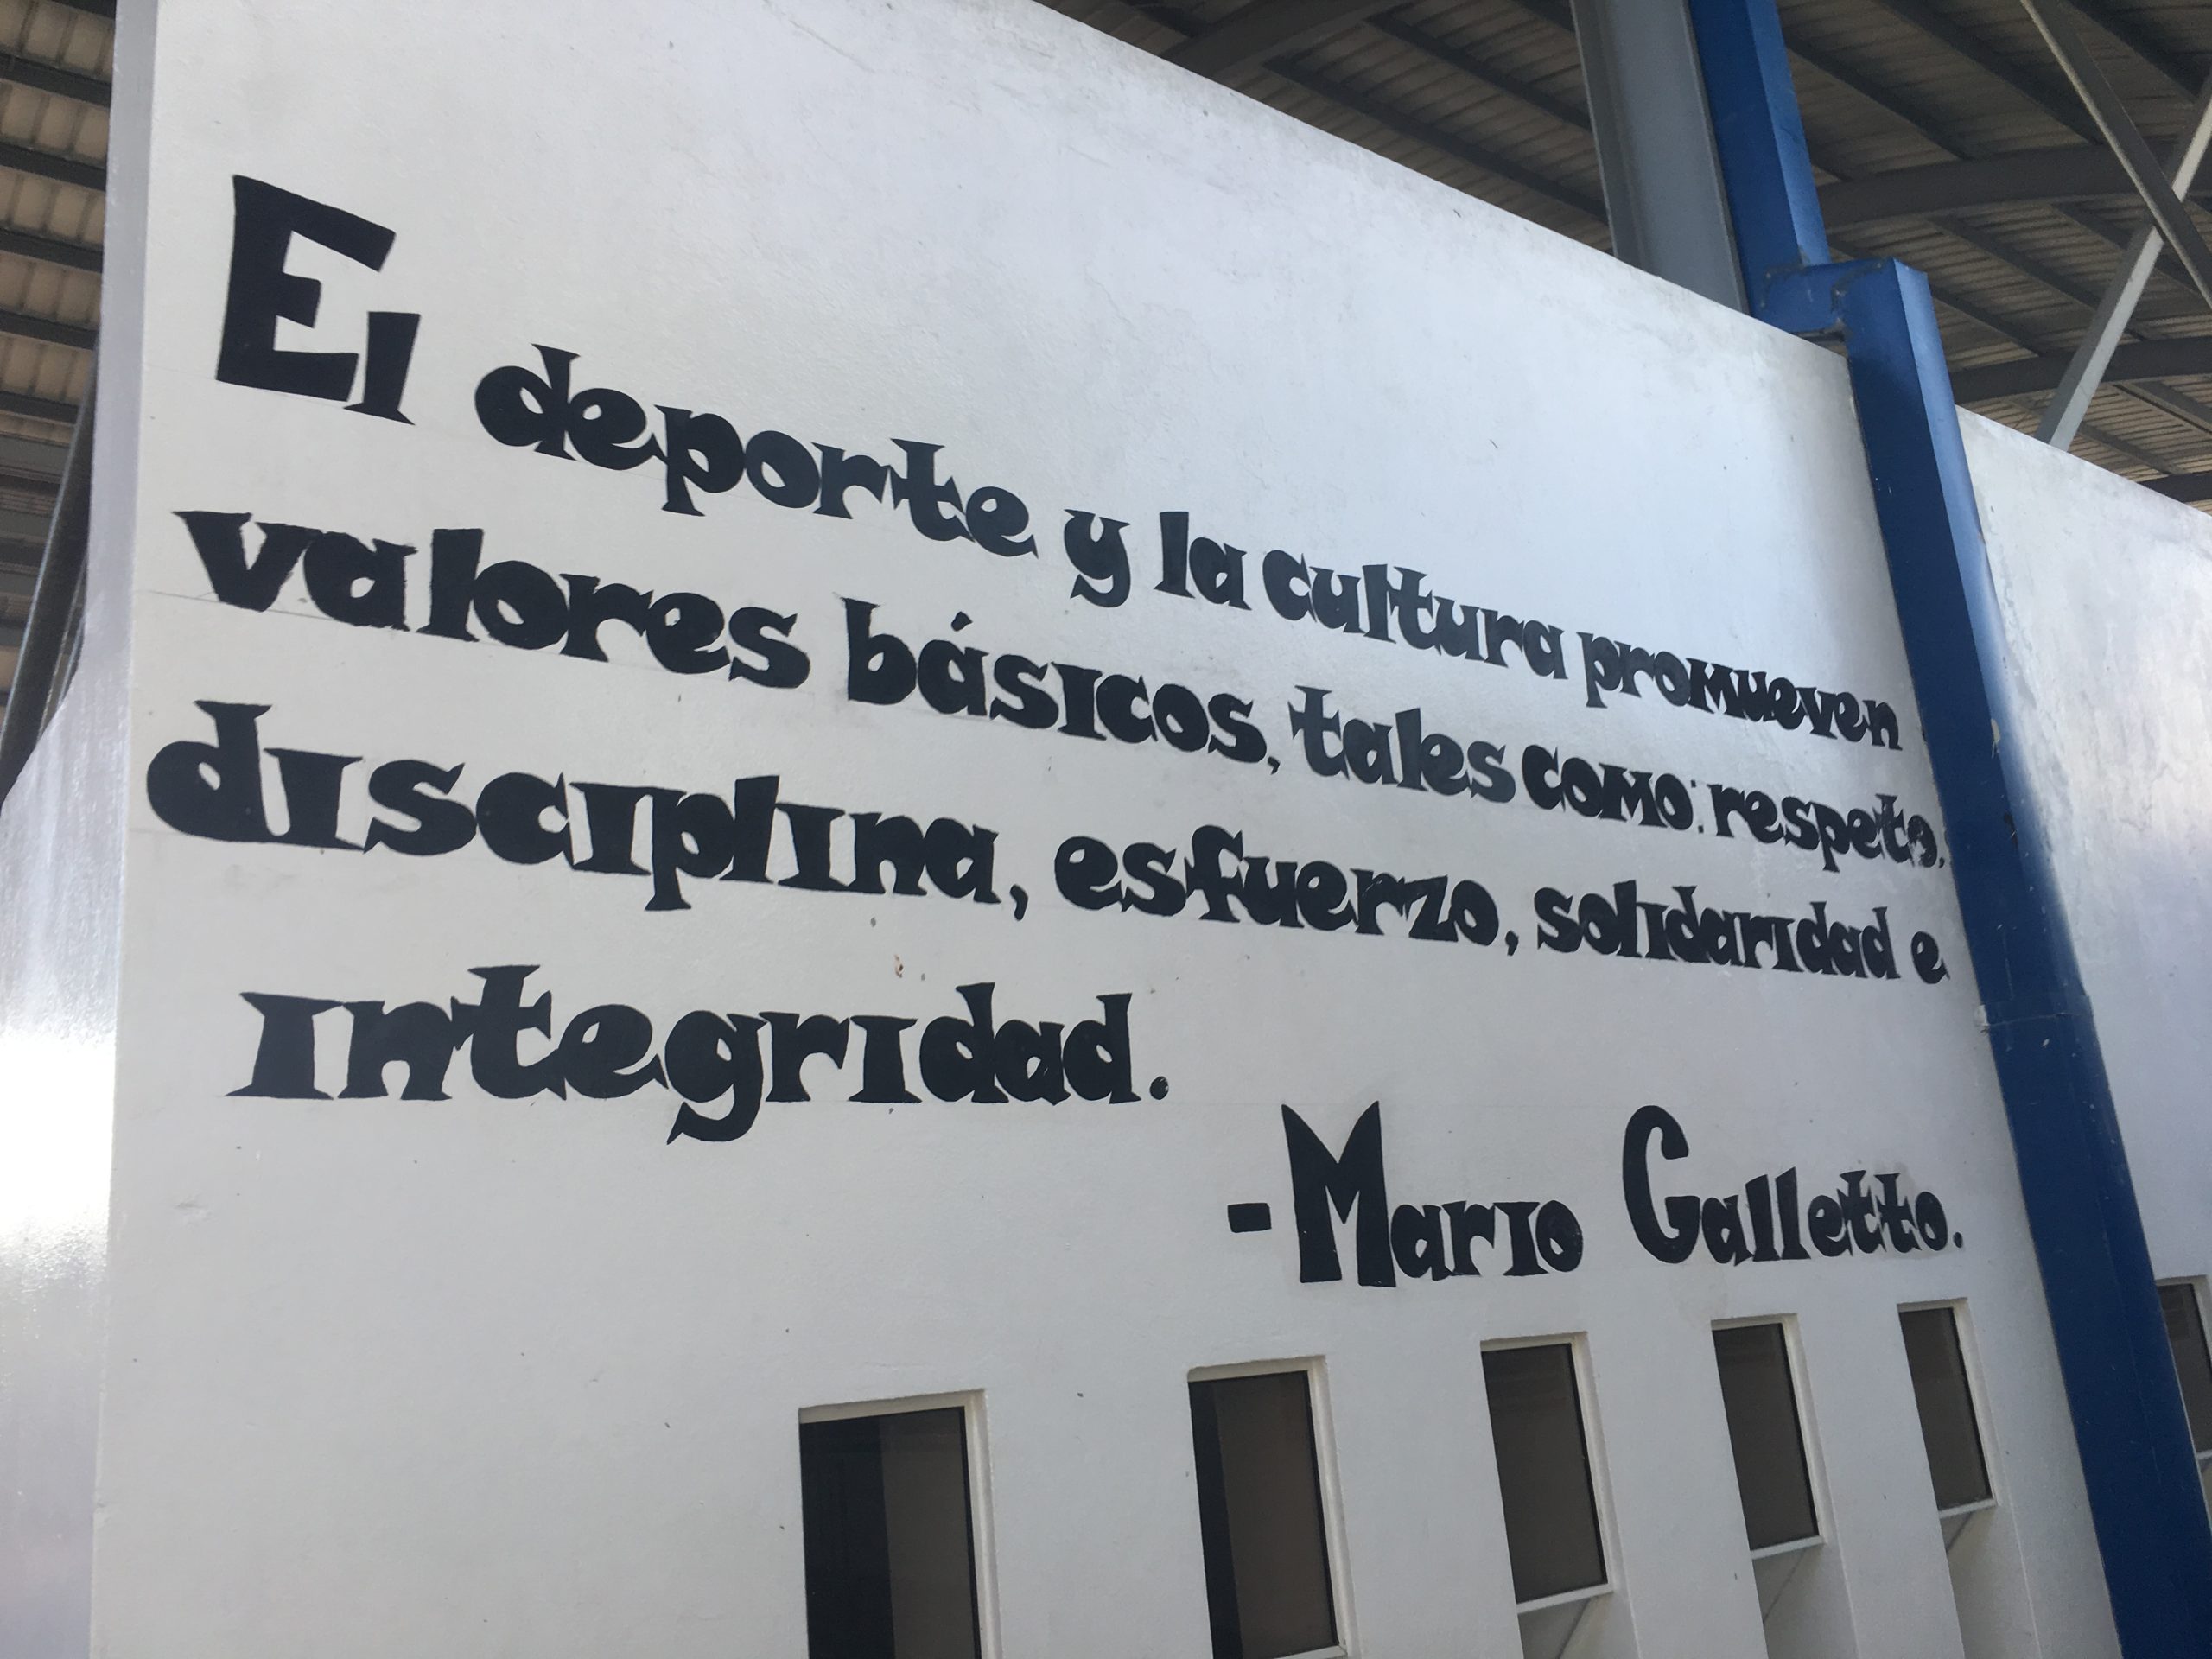 El deporte y la cultura promueven
valores básicos, tales como: respeto,
disciplina, esfuerzo, solidaridad e
integridad.
-Mario Galletto.